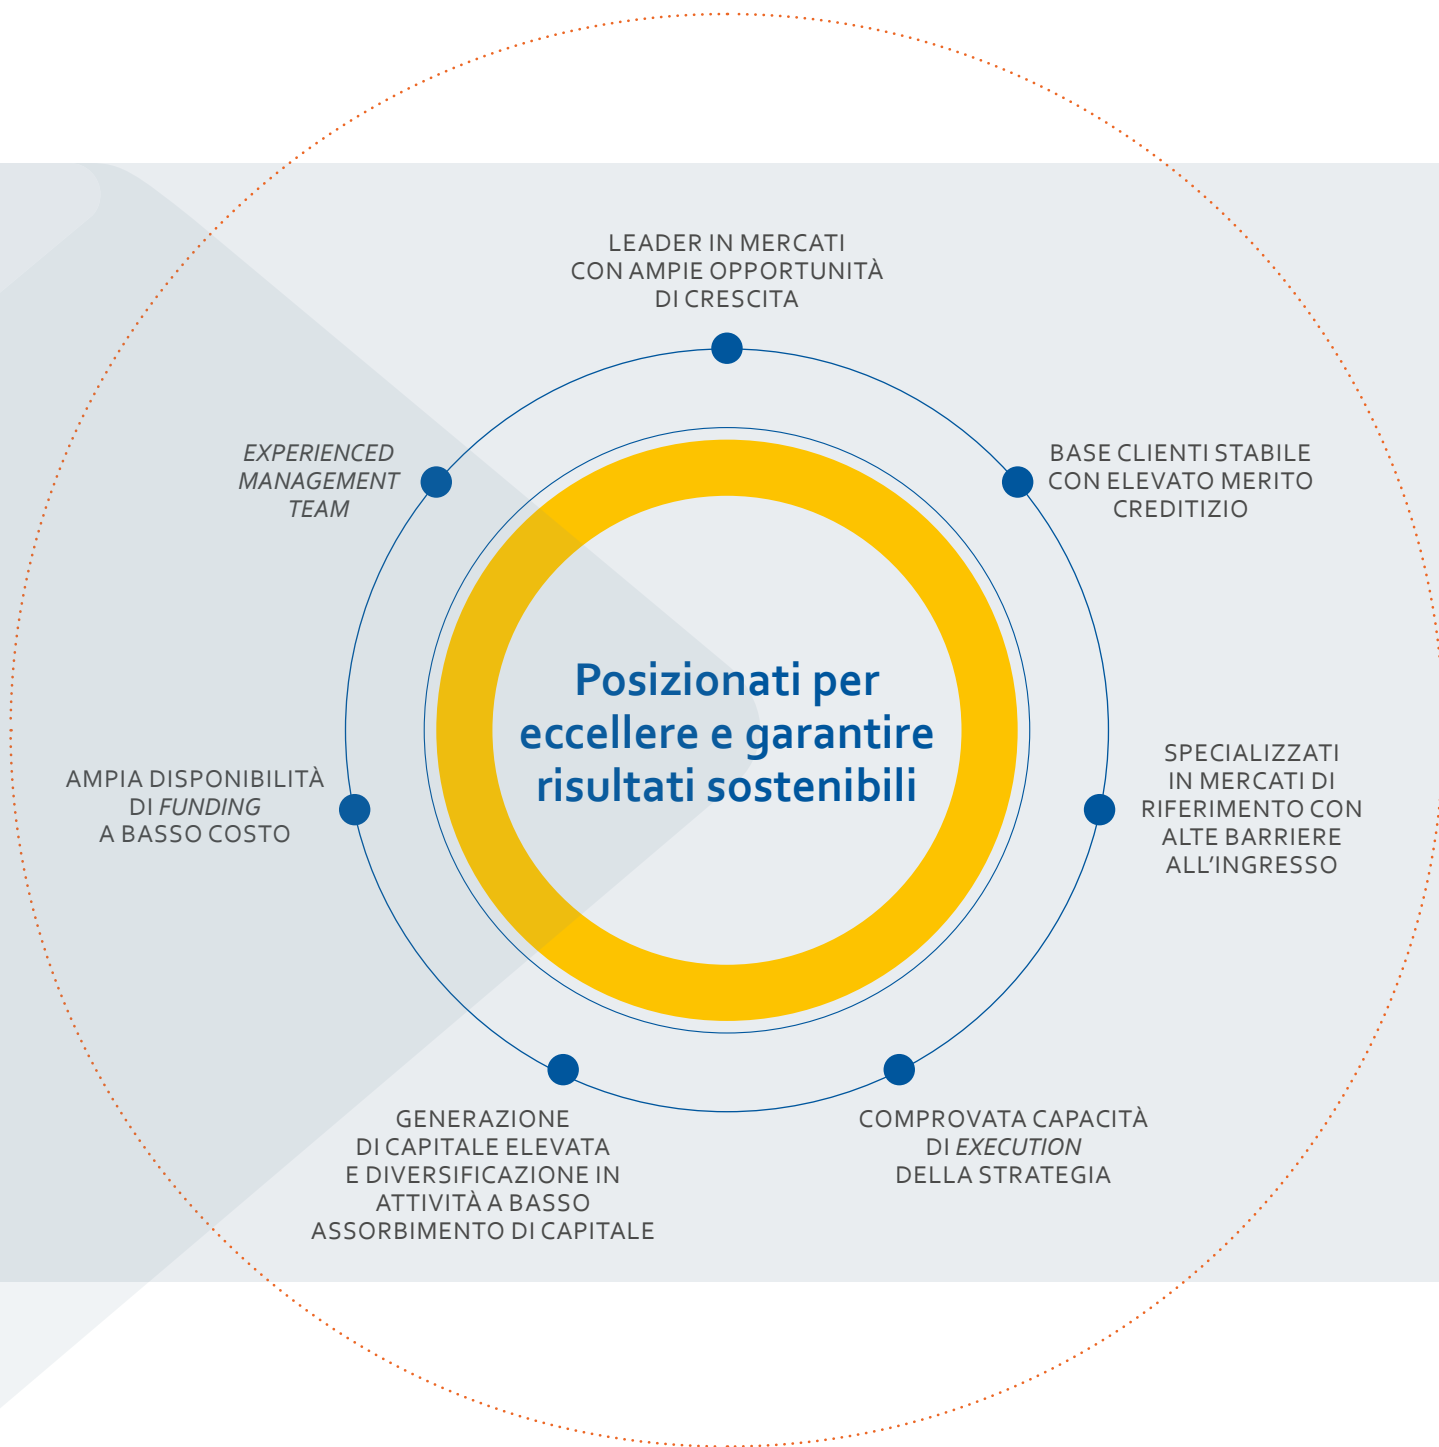 LEADER IN MERCATI
CON AMPIE OPPORTUNITÀ
DI CRESCITA
EXPERIENCED
MANAGEMENT
TEAM
BASE CLIENTI STABILE
CON ELEVATO MERITO
CREDITIZIO
Posizionati per
eccellere e garantire
risultati sostenibili
AMPIA DISPONIBILITÀ
DI FUNDING
A BASSO COSTO
SPECIALIZZATI
IN MERCATI DI
RIFERIMENTO CON
ALTE BARRIERE
ALL'INGRESSO
GENERAZIONE
DI CAPITALE ELEVATA
E DIVERSIFICAZIONE IN
ATTIVITÀ A BASSO
ASSORBIMENTO DI CAPITALE
COMPROVATA CAPACITÀ
DI EXECUTION
DELLA STRATEGIA